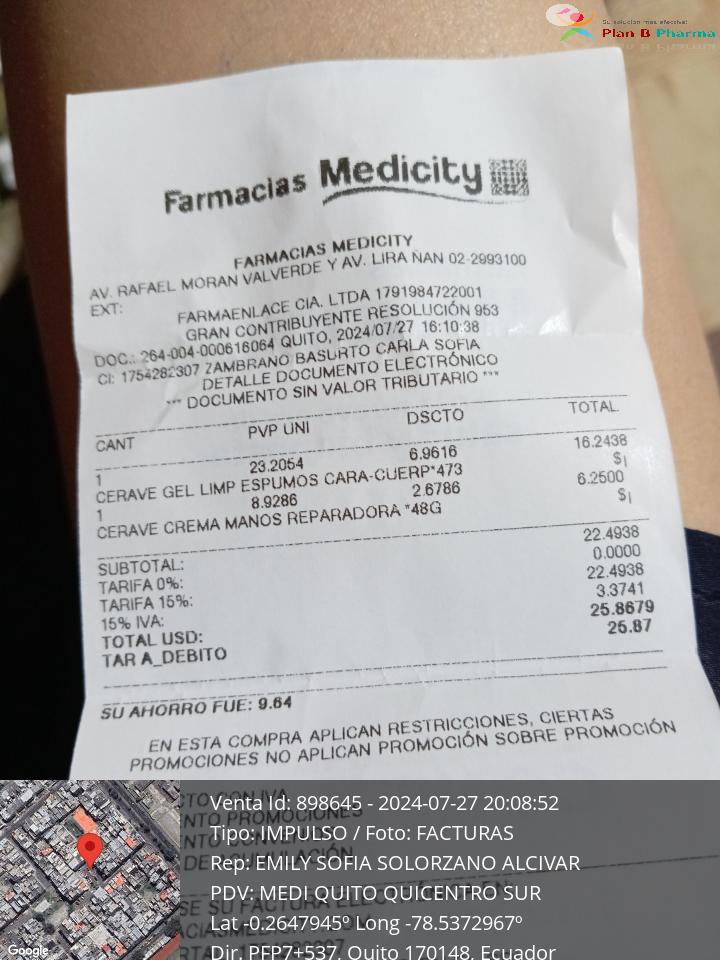 Su solución más efectiva!
Plan B Pharma
Farmacias Medicity
FARMACIAS MEDICITY
AV. RAFAEL MORAN VALVERDE Y AV. LIRA ÑAN 02-2993100
EXT:
FARMAENLACE CIA. LTDA 1791984722001
GRAN CONTRIBUYENTE RESOLUCIÓN 953
DOC.: 264-004-000616064 QUITO, 2024/07/27 16:10:38
CI: 1754282307 ZAMBRANO BASURTO CARLA SOFIA
DETALLE DOCUMENTO ELECTRÓNICO
*** DOCUMENTO SIN VALOR TRIBUTARIO ***
CANT PVP UNI DSCTO TOTAL
1 23.2054 6.9616 16.2438
CERAVE GEL LIMP ESPUMOS CARA-CUERP*473 $|
1 8.9286 2.6786 6.2500
CERAVE CREMA MANOS REPARADORA *48G $|
SUBTOTAL: 22.4938
TARIFA 0%: 0.0000
TARIFA 15%: 22.4938
15% IVA: 3.3741
TOTAL USD: 25.8679
TAR A_DEBITO 25.87
SU AHORRO FUE: 9.64
EN ESTA COMPRA APLICAN RESTRICCIONES, CIERTAS
PROMOCIONES NO APLICAN PROMOCIÓN SOBRE PROMOCIÓN
Venta Id: 898645 - 2024-07-27 20:08:52
Tipo: IMPULSO / Foto: FACTURAS
Rep: EMILY SOFIA SOLORZANO ALCIVAR
PDV: MEDI QUITO QUICENTRO SUR
Lat -0.2647945º Long -78.5372967º
Dir. PFP7+537, Quito 170148, Ecuador
Google